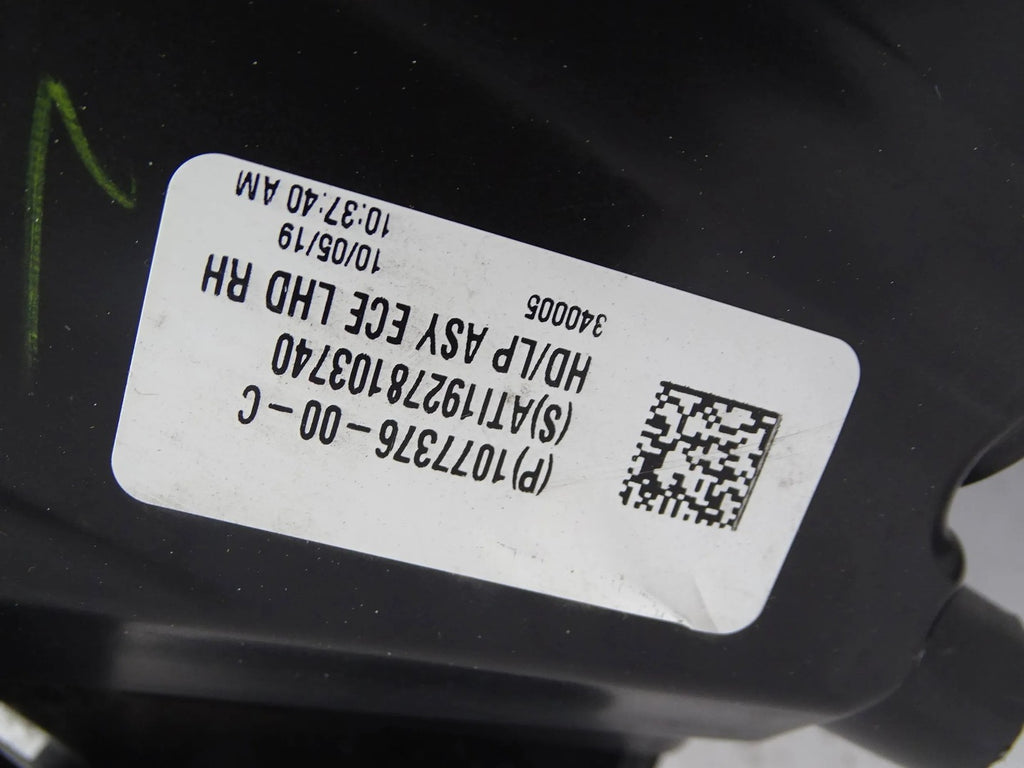 (P)1077376 - 00 - C
(S)ATI19278103740
HD/LP ASY ECE LHD RH
340005
10/05/19
10:37:40 AM